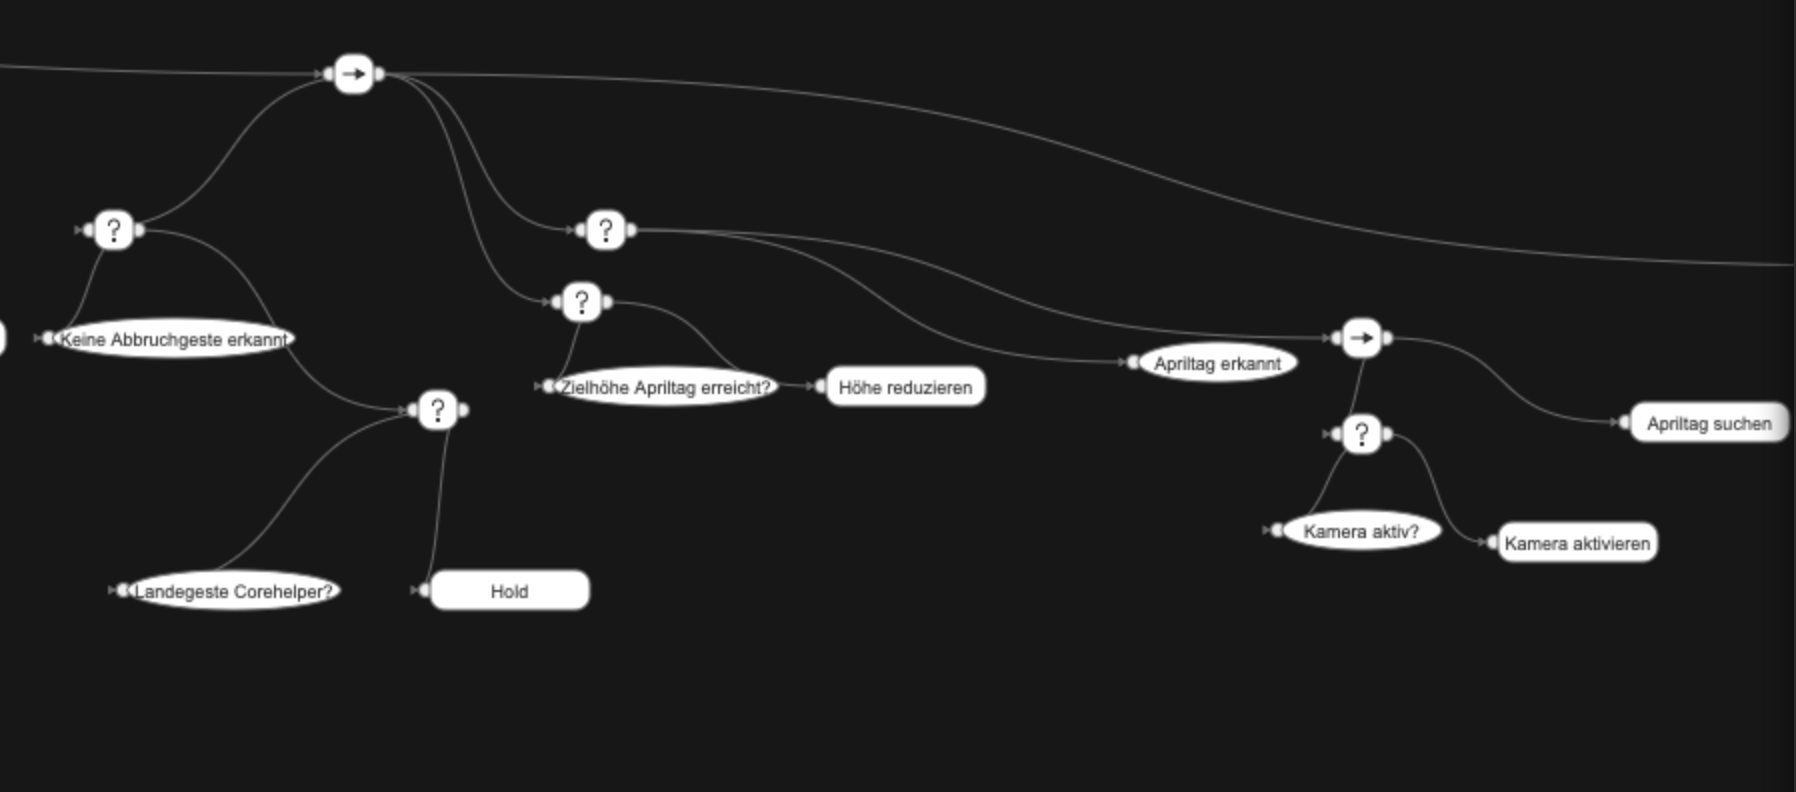 →
?
?
?
Keine Abbruchgeste erkannt
→
Apriltag erkannt
Zielhöhe Apriltag erreicht?
Höhe reduzieren
?
Apriltag suchen
?
Kamera aktiv?
Kamera aktivieren
Landegeste Corehelper?
Hold